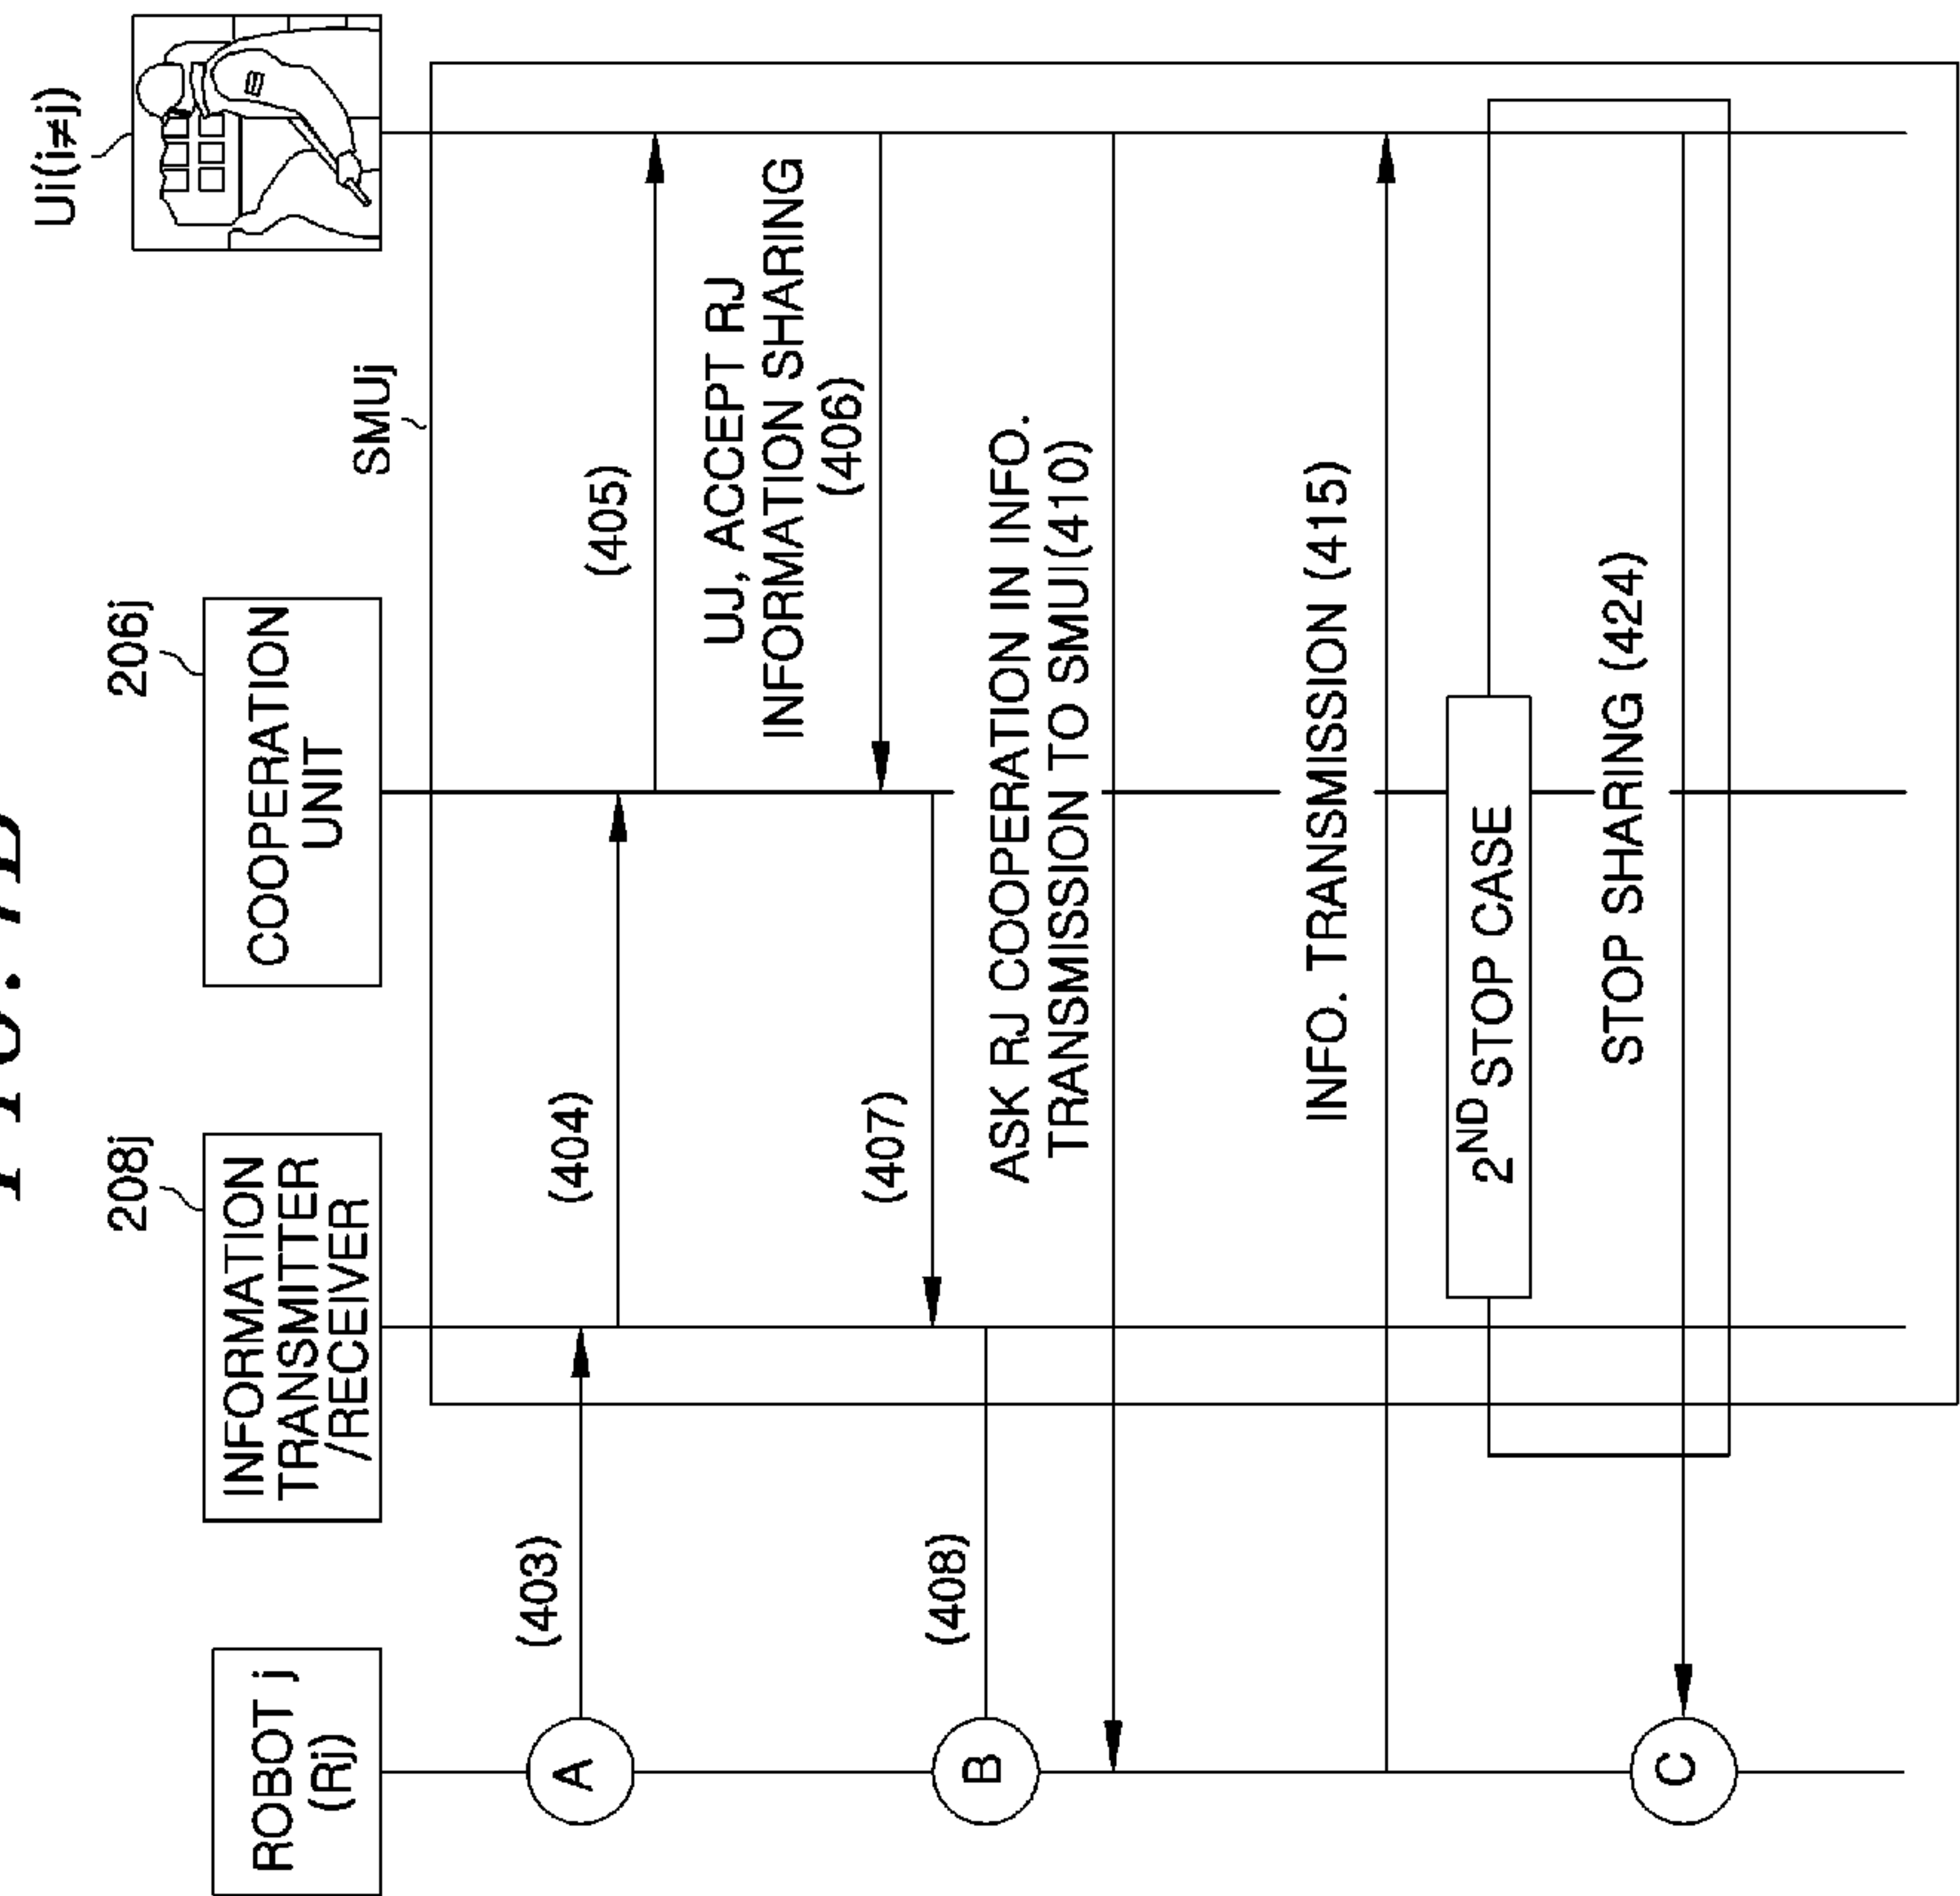 Ui(i≠j)
208j
206j
ROBOT j
(Rj)
INFORMATION
TRANSMITTER
/RECEIVER
COOPERATION
UNIT
SMUj
(403)
A
(404)
(405)
UJ, ACCEPT RJ
INFORMATION SHARING
(406)
(407)
(408)
B
ASK RJ COOPERATION IN INFO.
TRANSMISSION TO SMUI(410)
INFO. TRANSMISSION (415)
2ND STOP CASE
STOP SHARING (424)
C